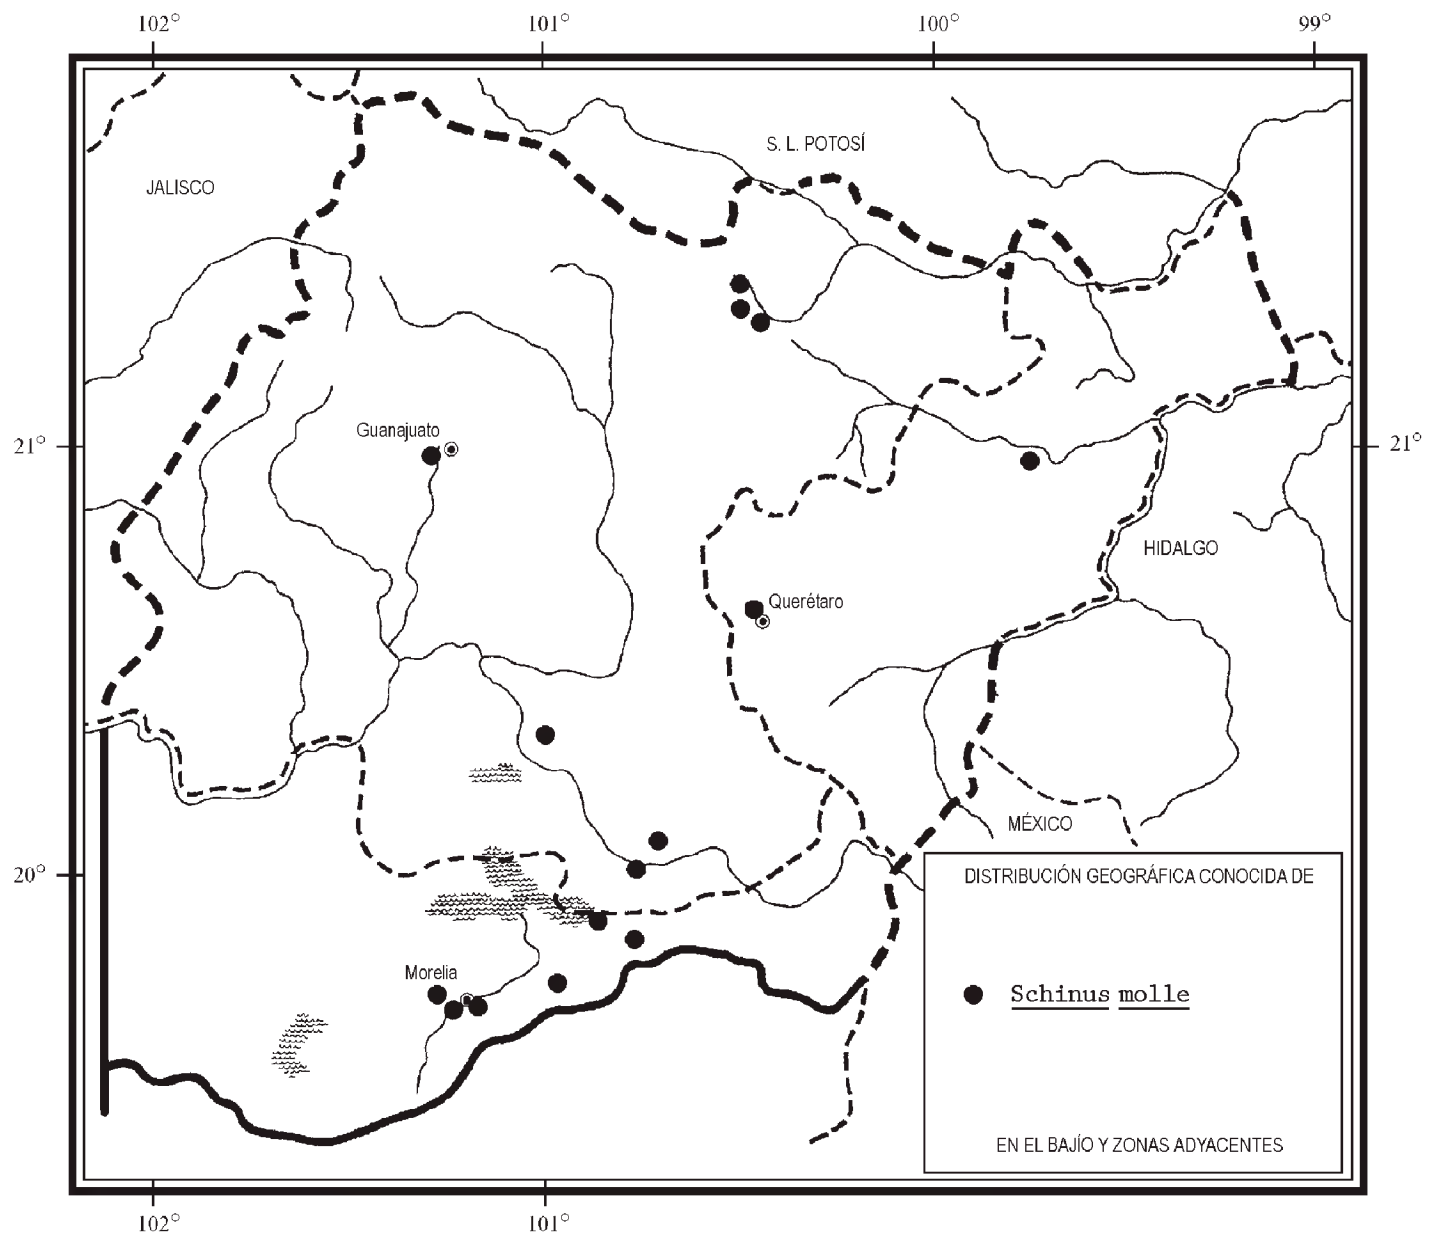 102° 101° 100° 99°
S. L. POTOSÍ
JALISCO
Guanajuato
21° 21°
HIDALGO
Querétaro
MÉXICO
20°
DISTRIBUCIÓN GEOGRÁFICA CONOCIDA DE
Morelia
Schinus molle
EN EL BAJÍO Y ZONAS ADYACENTES
102° 101°